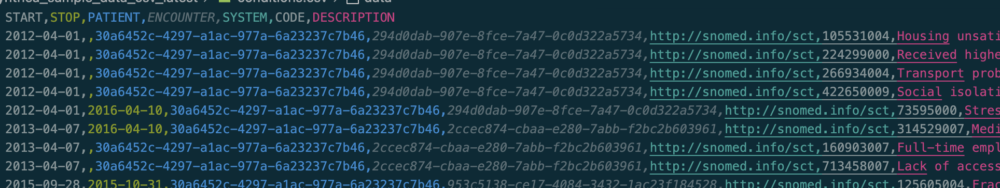 conditions.csv > data
START,STOP,PATIENT,ENCOUNTER,SYSTEM,CODE,DESCRIPTION
2012-04-01,,30a6452c-4297-a1ac-977a-6a23237c7b46,294d0dab-907e-8fce-7a47-0c0d322a5734,http://snomed.info/sct,105531004,Housing unsati
2012-04-01,,30a6452c-4297-a1ac-977a-6a23237c7b46,294d0dab-907e-8fce-7a47-0c0d322a5734,http://snomed.info/sct,224299000,Received highe
2012-04-01,,30a6452c-4297-a1ac-977a-6a23237c7b46,294d0dab-907e-8fce-7a47-0c0d322a5734,http://snomed.info/sct,266934004,Transport prob
2012-04-01,,30a6452c-4297-a1ac-977a-6a23237c7b46,294d0dab-907e-8fce-7a47-0c0d322a5734,http://snomed.info/sct,422650009,Social isolati
2012-04-01,2016-04-10,30a6452c-4297-a1ac-977a-6a23237c7b46,294d0dab-907e-8fce-7a47-0c0d322a5734,http://snomed.info/sct,73595000,Stres
2013-04-07,2016-04-10,30a6452c-4297-a1ac-977a-6a23237c7b46,2ccec874-cbaa-e280-7abb-f2bc2b603961,http://snomed.info/sct,314529007,Medi
2013-04-07,,30a6452c-4297-a1ac-977a-6a23237c7b46,2ccec874-cbaa-e280-7abb-f2bc2b603961,http://snomed.info/sct,160903007,Full-time empl
2013-04-07,,30a6452c-4297-a1ac-977a-6a23237c7b46,2ccec874-cbaa-e280-7abb-f2bc2b603961,http://snomed.info/sct,713458007,Lack of access
2015-09-28,2015-10-31,30a6452c-4297-a1ac-977a-6a23237c7b46,953c5138-ce17-4084-3432-1ac23f184528,http://snomed.info/sct,125605004,Frac